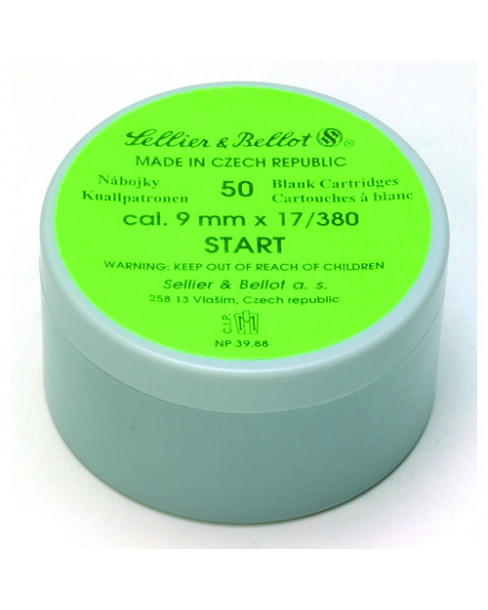 Sellier & Bellot
MADE IN CZECH REPUBLIC
Nábojky 50 Blank Cartridges
Knallpatronen Cartouches à blanc
cal. 9 mm x 17/380
START
WARNING: KEEP OUT OF REACH OF CHILDREN
Sellier & Bellot a. s.
258 13 Vlašim, Czech republic
C.I.P.
NP 39.88